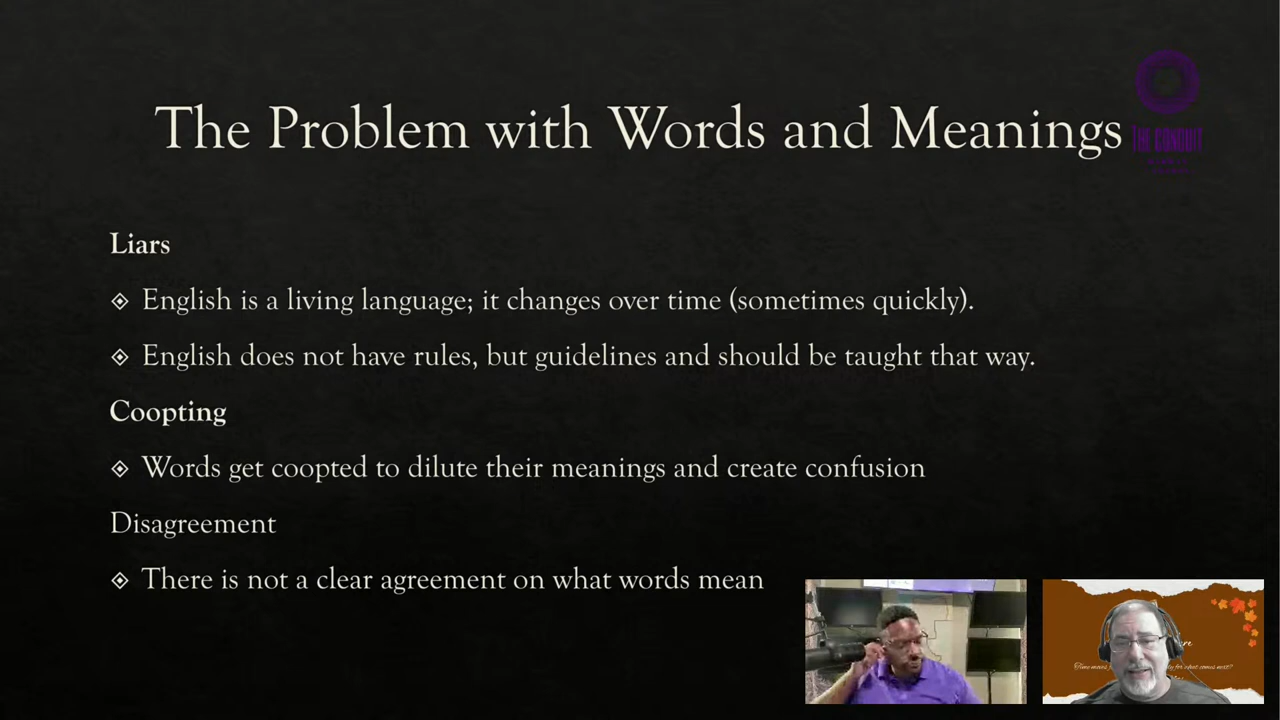 The Problem with Words and Meanings
THE CONDUIT
Liars
English is a living language; it changes over time (sometimes quickly).
English does not have rules, but guidelines and should be taught that way.
Coopting
Words get coopted to dilute their meanings and create confusion
Disagreement
There is not a clear agreement on what words mean